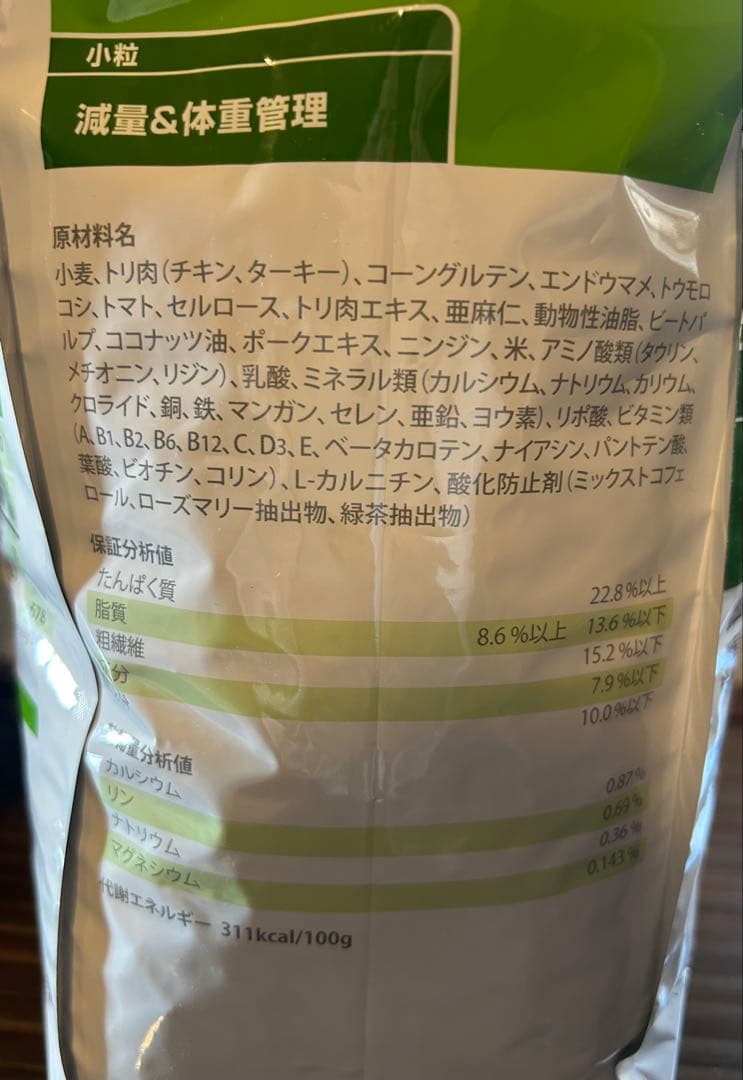 小粒
減量&体重管理
原材料名
小麦、トリ肉(チキン、ターキー)、コーングルテン、エンドウマメ、トウモロ
コシ、トマト、セルロース、トリ肉エキス、亜麻仁、動物性油脂、ビートパ
ルプ、ココナッツ油、ポークエキス、ニンジン、米、アミノ酸類(タウリン、
メチオニン、リジン)、乳酸、ミネラル類(カルシウム、ナトリウム、カリウム、
クロライド、銅、鉄、マンガン、セレン、亜鉛、ヨウ素)、リポ酸、ビタミン類
(A、B1、B2、B6、B12、C、D3、E、ベータカロテン、ナイアシン、パントテン酸、
葉酸、ビオチン、コリン)、L-カルニチン、酸化防止剤(ミックストコフェ
ロール、ローズマリー抽出物、緑茶抽出物)
保証分析値
たんぱく質 22.8%以上
脂質 8.6%以上 13.6%以下
粗繊維 15.2%以下
分 7.9%以下
10.0%以下
分析値
カルシウム 0.87%
リン 0.69%
ナトリウム 0.36%
マグネシウム 0.143%
代謝エネルギー 311kcal/100g